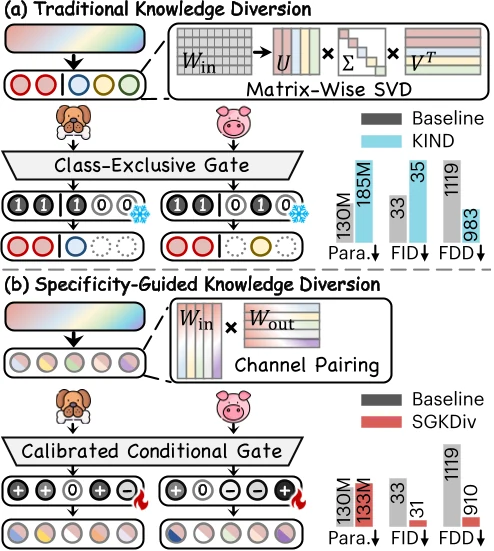 (a) Traditional Knowledge Diversion
W_in
U
×
Σ
×
V^T
Matrix-Wise SVD
Class-Exclusive Gate
1 1 1 0 0
1 1 0 1 0
Baseline
KIND
130M
185M
33
35
1119
983
Para.↓ FID↓ FDD↓
(b) Specificity-Guided Knowledge Diversion
W_in × W_out
Channel Pairing
Calibrated Conditional Gate
+ + 0 + −
+ 0 − − +
Baseline
SGKDiv
130M
133M
33
31
1119
910
Para.↓ FID↓ FDD↓